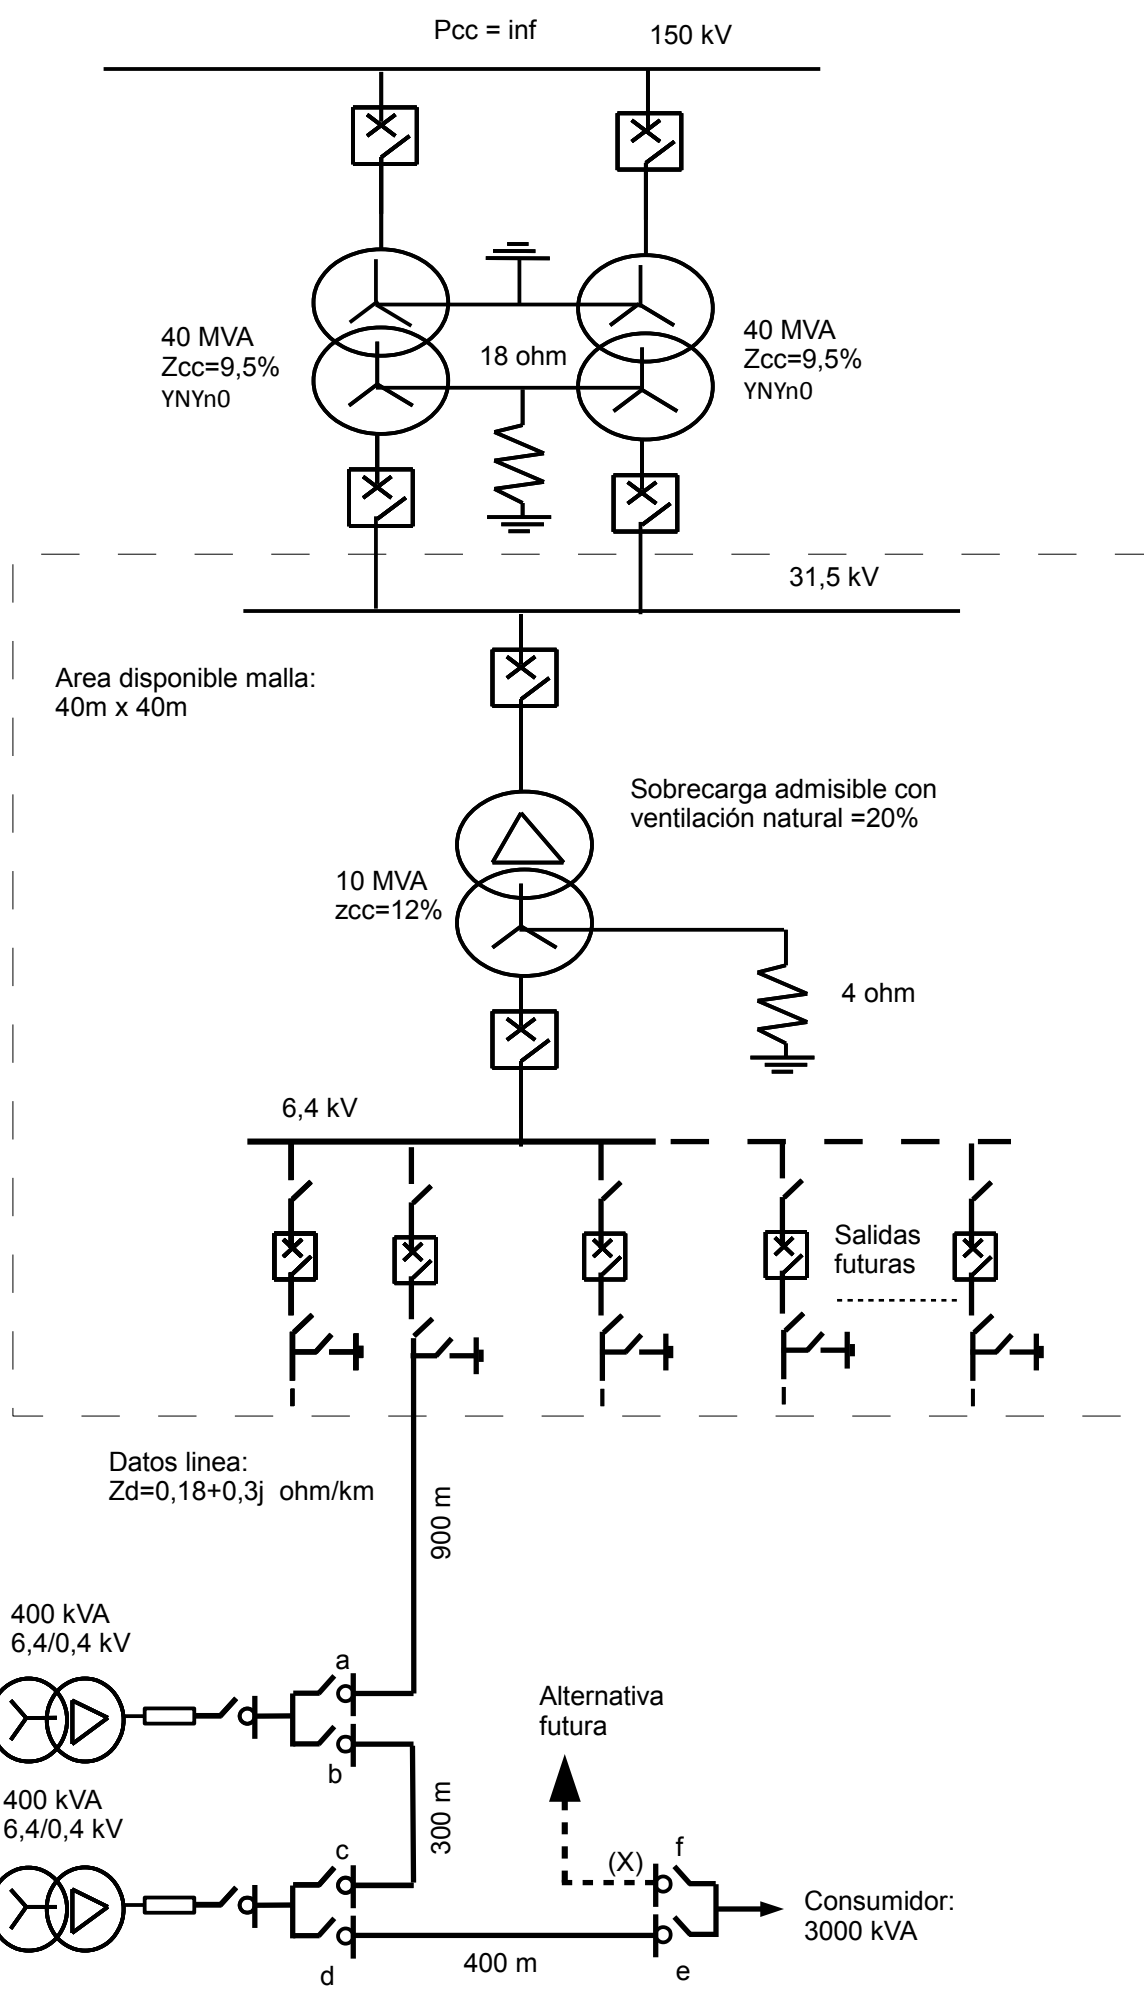 Pcc = inf
150 kV
40 MVA
Zcc=9,5%
YNYn0
18 ohm
40 MVA
Zcc=9,5%
YNYn0
31,5 kV
Area disponible malla:
40m x 40m
Sobrecarga admisible con
ventilación natural =20%
10 MVA
zcc=12%
4 ohm
6,4 kV
Salidas
futuras
Datos linea:
Zd=0,18+0,3j ohm/km
900 m
400 kVA
6,4/0,4 kV
a
b
Alternativa
futura
300 m
400 kVA
6,4/0,4 kV
c
(X)
f
Consumidor:
3000 kVA
d
400 m
e